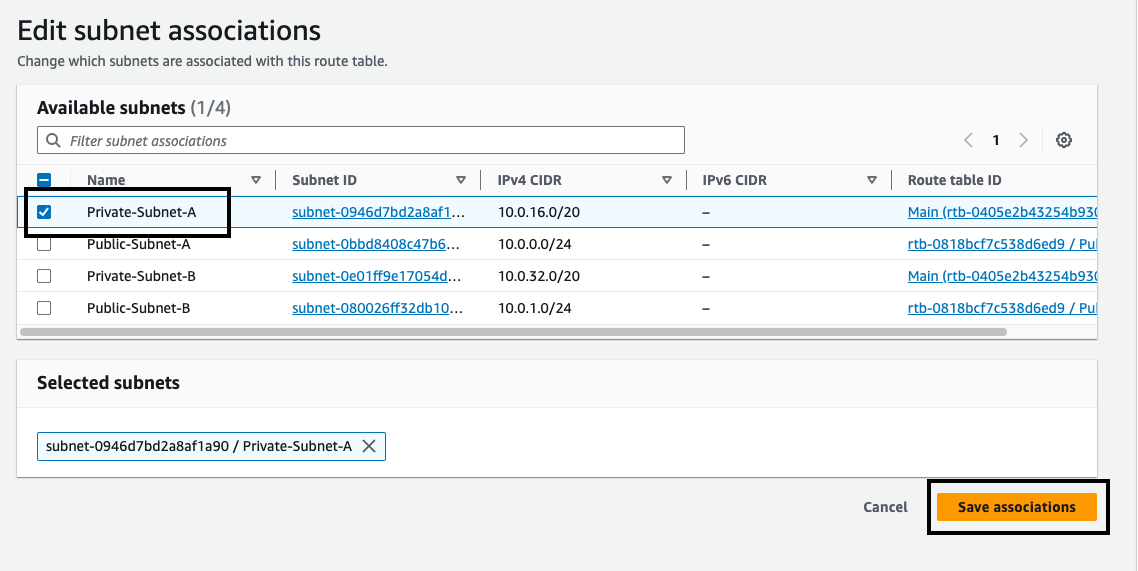 Edit subnet associations
Change which subnets are associated with this route table.
Available subnets (1/4)
Filter subnet associations
1
Name Subnet ID IPv4 CIDR IPv6 CIDR Route table ID
Private-Subnet-A subnet-0946d7bd2a8af1... 10.0.16.0/20 – Main (rtb-0405e2b43254b930
Public-Subnet-A subnet-0bbd8408c47b6... 10.0.0.0/24 – rtb-0818bcf7c538d6ed9 / Pul
Private-Subnet-B subnet-0e01ff9e17054d... 10.0.32.0/20 – Main (rtb-0405e2b43254b930
Public-Subnet-B subnet-080026ff32db10... 10.0.1.0/24 – rtb-0818bcf7c538d6ed9 / Pul
Selected subnets
subnet-0946d7bd2a8af1a90 / Private-Subnet-A
Cancel Save associations